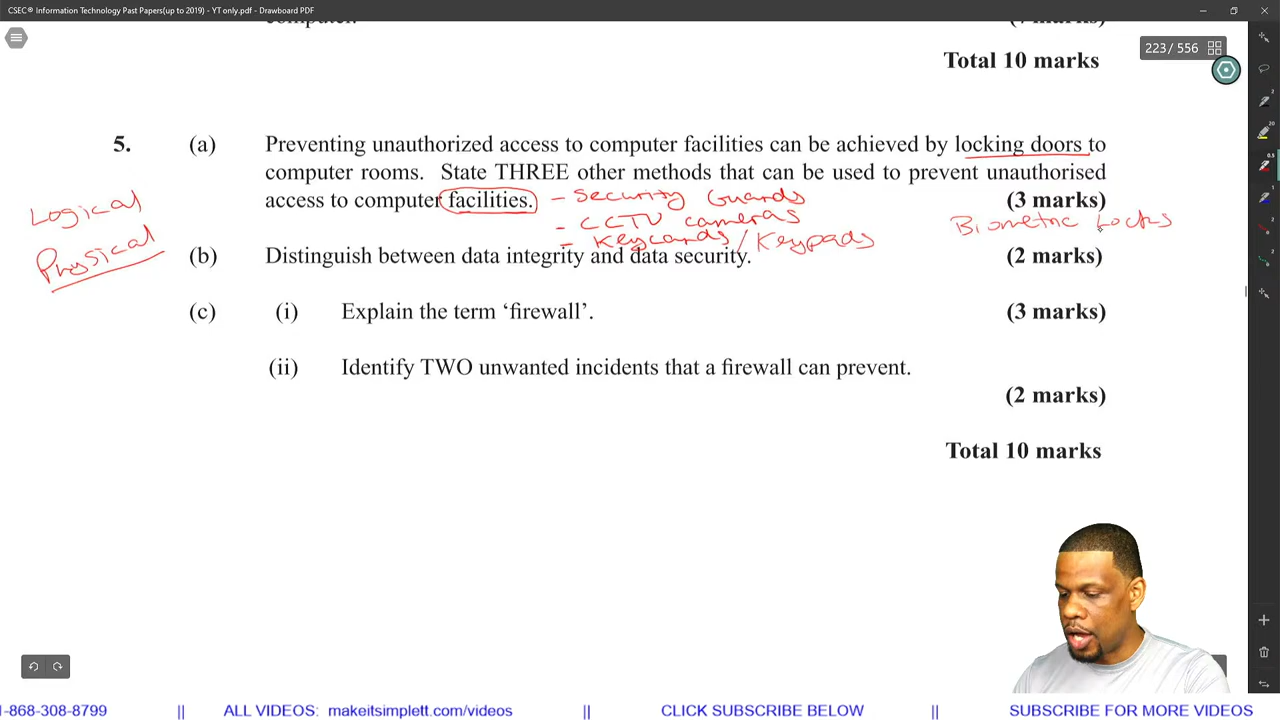 CSEC® Information Technology Past Papers(up to 2019) - YT only.pdf - Drawboard PDF
Total 10 marks
223 / 556
5. (a) Preventing unauthorized access to computer facilities can be achieved by locking doors to
computer rooms. State THREE other methods that can be used to prevent unauthorised
access to computer facilities. (3 marks)
- Security Guards
- CCTV cameras
- Keycards / Keypads
Biometric Locks
Logical
Physical
(b) Distinguish between data integrity and data security. (2 marks)
(c) (i) Explain the term ‘firewall’. (3 marks)
(ii) Identify TWO unwanted incidents that a firewall can prevent.
(2 marks)
Total 10 marks
1-868-308-8799 || ALL VIDEOS: makeitsimplett.com/videos || CLICK SUBSCRIBE BELOW || SUBSCRIBE FOR MORE VIDEOS